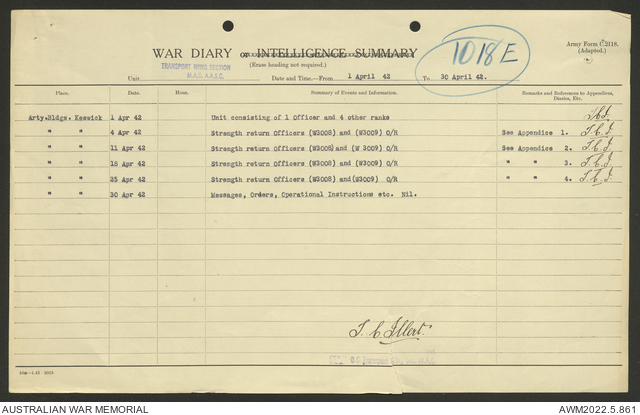 WAR DIARY OR INTELLIGENCE SUMMARY
1018E
Army Form C.2118.
(Adapted.)
(Erase heading not required.)
TRANSPORT WING SECTION
M.A.C. A.A.S.C.
Unit
Date and Time.—From 1 April 42 To 30 April 42.
Place. Date. Hour. Summary of Events and Information. Remarks and References to Appendices, Diaries, Etc.
Arty.Bldgs. Keswick 1 Apr 42 Unit consisting of 1 Officer and 4 other ranks
" " 4 Apr 42 Strength return Officers (W3008) and (W3009) O/R See Appendice 1.
" " 11 Apr 42 Strength return Officers (W3008)and (W 3009) O/R See Appendice 2.
" " 18 Apr 42 Strength return Officers (W3008) and(W3009) O/R " " 3.
" " 25 Apr 42 Strength return Officers (W3008) and(W3009) O/R " " 4.
" " 30 Apr 42 Messages, Orders, Operational Instructions etc. Nil.
AUSTRALIAN WAR MEMORIAL
AWM2022.5.861